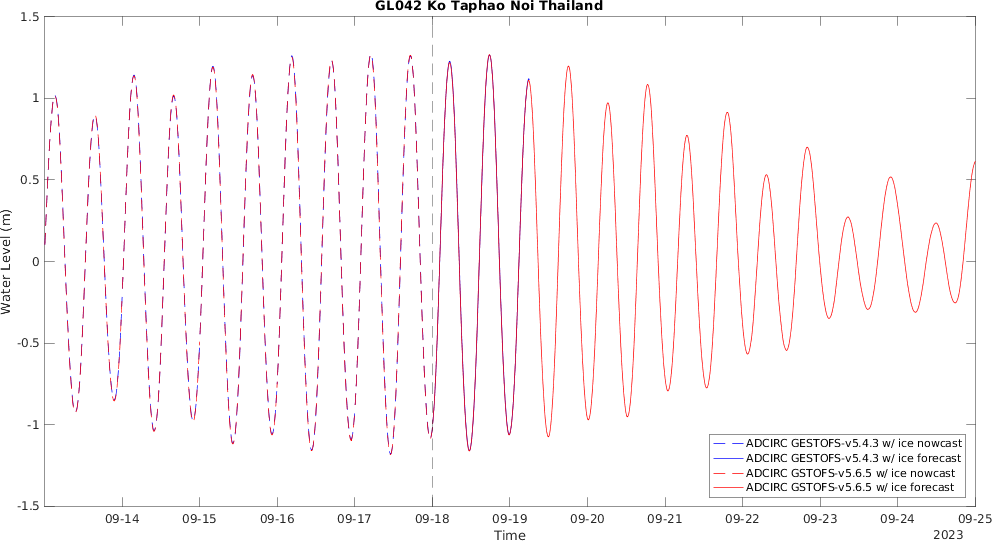 GL042 Ko Taphao Noi Thailand
1.5
1
0.5
0
-0.5
-1
-1.5
Water Level (m)
09-14
09-15
09-16
09-17
09-18
09-19
09-20
09-21
09-22
09-23
09-24
09-25
Time
2023
ADCIRC GESTOFS-v5.4.3 w/ ice nowcast
ADCIRC GESTOFS-v5.4.3 w/ ice forecast
ADCIRC GSTOFS-v5.6.5 w/ ice nowcast
ADCIRC GSTOFS-v5.6.5 w/ ice forecast